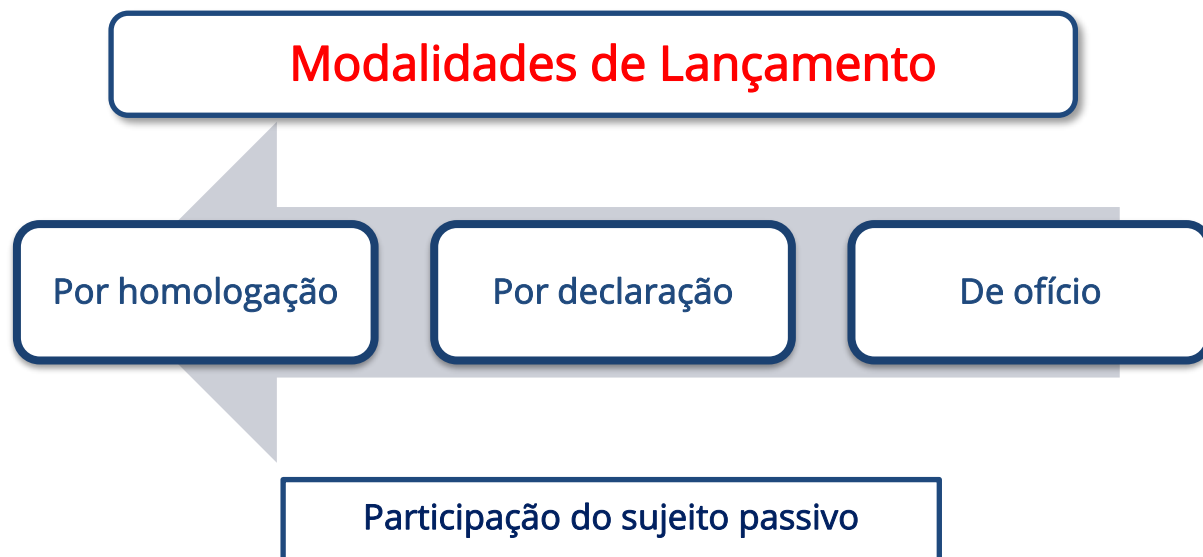 Modalidades de Lançamento
Por homologação
Por declaração
De ofício
Participação do sujeito passivo